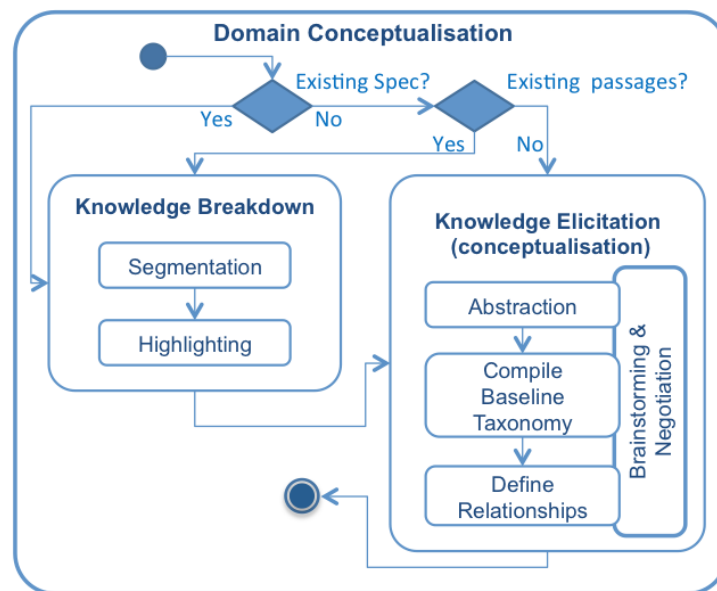 Domain Conceptualisation
Existing Spec?
Existing passages?
Yes
No
Yes
No
Knowledge Breakdown
Segmentation
Highlighting
Knowledge Elicitation
(conceptualisation)
Abstraction
Compile
Baseline
Taxonomy
Define
Relationships
Brainstorming &
Negotiation